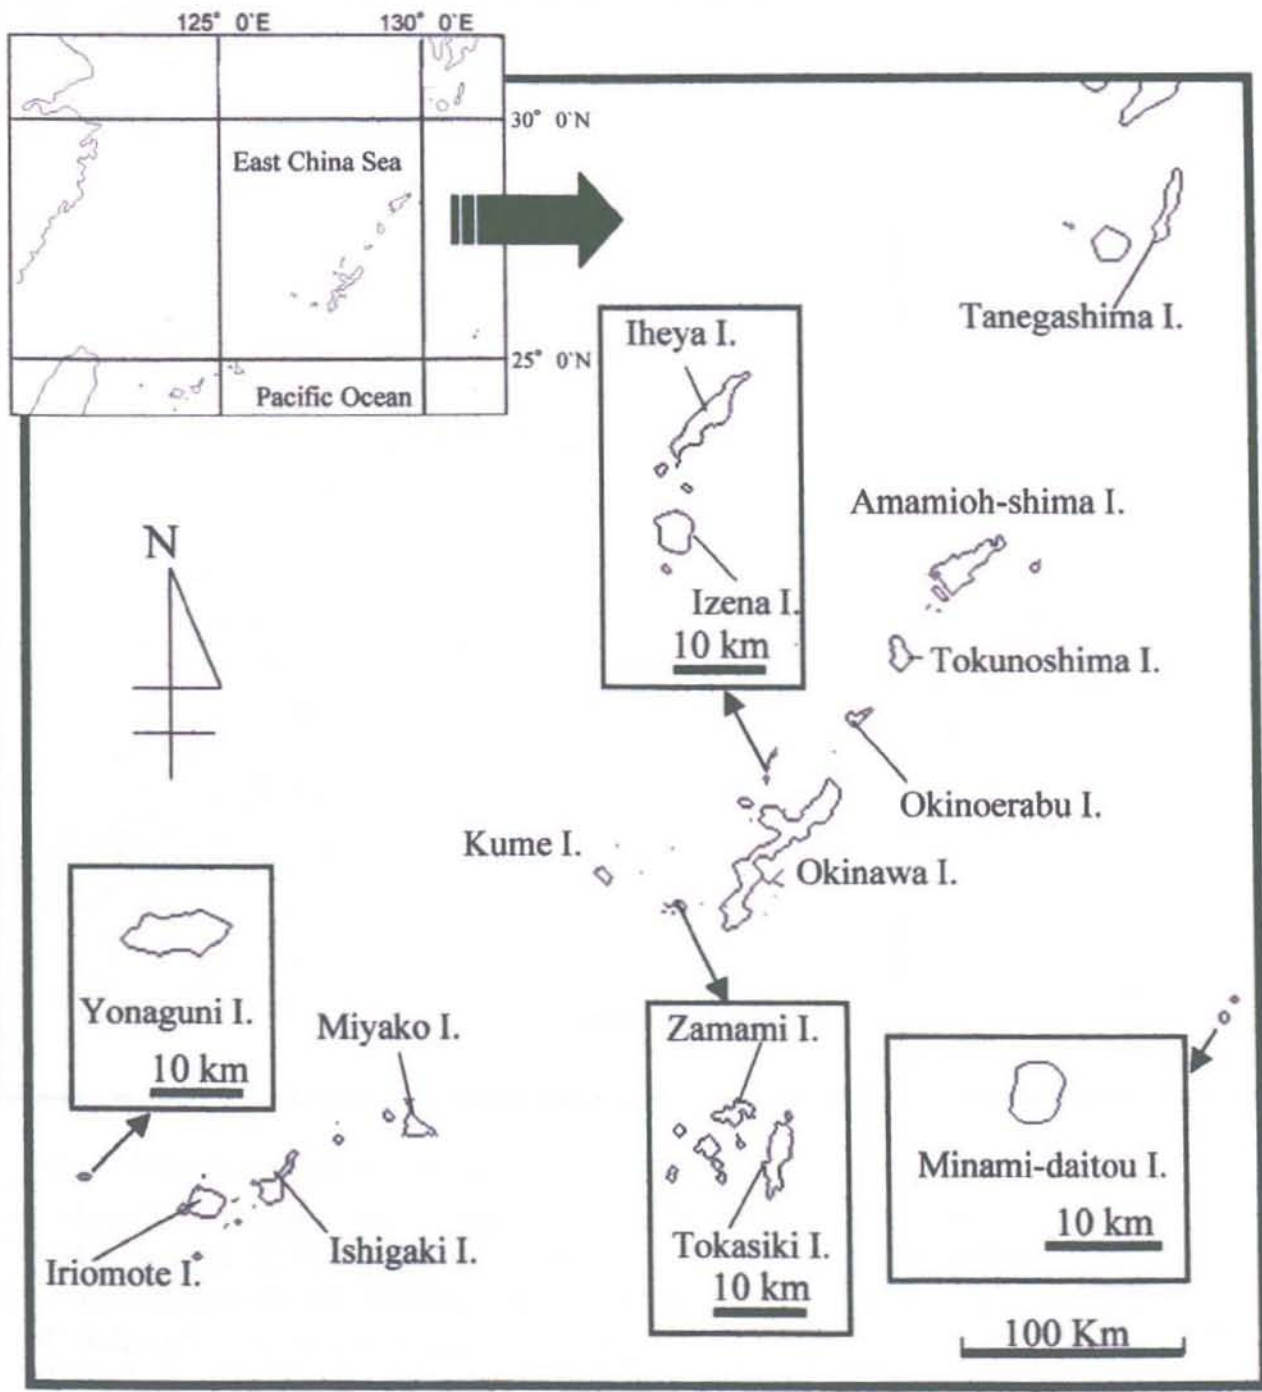 125° 0'E
130° 0'E
30° 0'N
East China Sea
25° 0'N
Pacific Ocean
Tanegashima I.
Iheya I.
Izena I.
10 km
N
Amamioh-shima I.
Tokunoshima I.
Okinoerabu I.
Kume I.
Okinawa I.
Yonaguni I.
10 km
Miyako I.
Zamami I.
Tokasiki I.
10 km
Minami-daitou I.
10 km
Iriomote I.
Ishigaki I.
100 Km